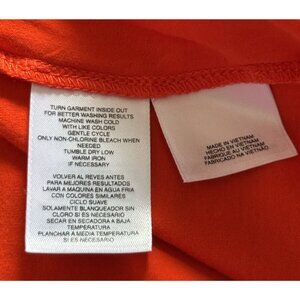 TURN GARMENT INSIDE OUT
FOR BETTER WASHING RESULTS
MACHINE WASH COLD
WITH LIKE COLORS
GENTLE CYCLE
ONLY NON-CHLORINE BLEACH WHEN
NEEDED
TUMBLE DRY LOW
WARM IRON
IF NECESSARY
VOLVER AL REVES ANTES
PARA MEJORES RESULTADOS
LAVAR A MAQUINA EN AGUA FRIA
CON COLORES SIMILARES
CICLO SUAVE
SOLAMENTE BLANQUEADOR SIN
CLORO SI ES NECESARIO
SECAR EN SECADORA A BAJA
TEMPERATURA
PLANCHAR A MEDIA TEMPERATURA
SI ES NECESARIO
MADE IN VIETNAM
HECHO EN VIETNAM
FABRIQUÉ AU VIETNAM
FABRICADO NA VIETNAM